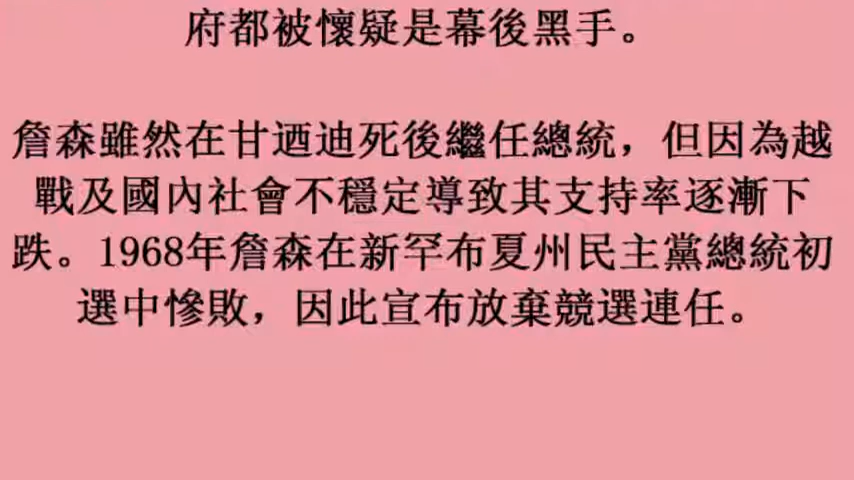 府都被懷疑是幕後黑手。
詹森雖然在甘迺迪死後繼任總統，但因為越
戰及國內社會不穩定導致其支持率逐漸下
跌。1968年詹森在新罕布夏州民主黨總統初
選中慘敗，因此宣布放棄競選連任。